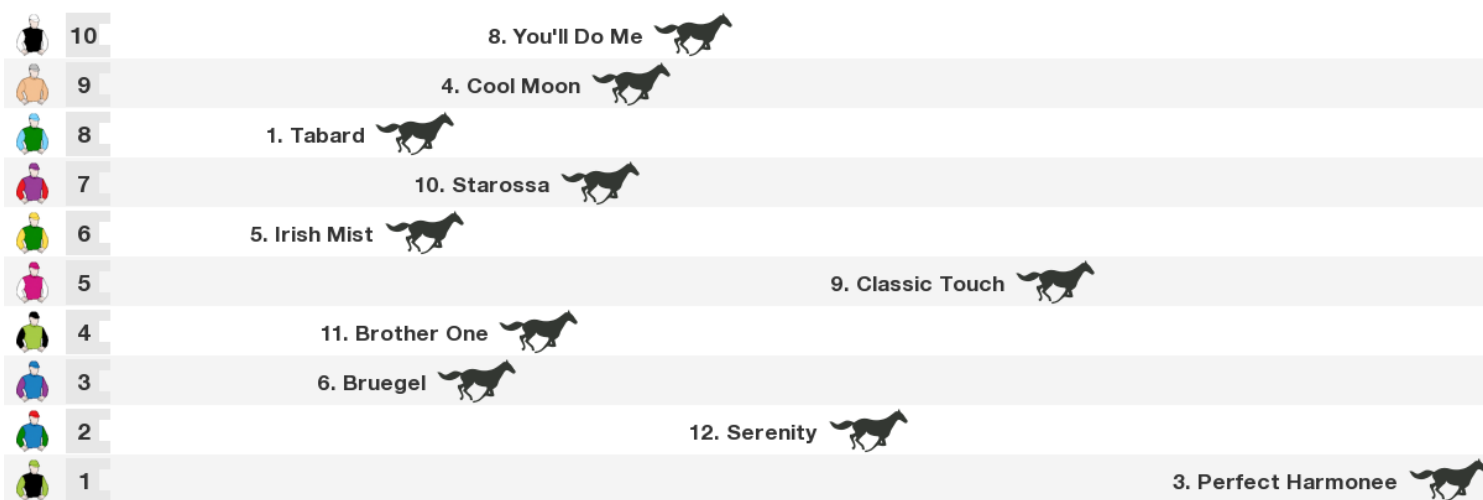 10 8. You'll Do Me
9 4. Cool Moon
8 1. Tabard
7 10. Starossa
6 5. Irish Mist
5 9. Classic Touch
4 11. Brother One
3 6. Bruegel
2 12. Serenity
1 3. Perfect Harmonee